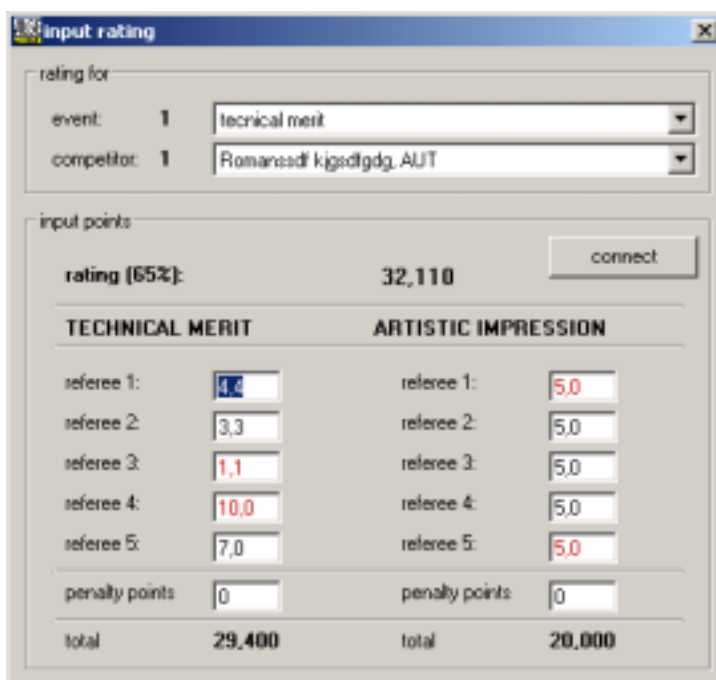 input rating
rating for
event: 1 tecnical merit
competitor: 1 Romanssdf kjgsdfgdg, AUT
input points
connect
rating (65%): 32,110
TECHNICAL MERIT ARTISTIC IMPRESSION
referee 1: 4,4 referee 1: 5,0
referee 2: 3,3 referee 2: 5,0
referee 3: 1,1 referee 3: 5,0
referee 4: 10,0 referee 4: 5,0
referee 5: 7,0 referee 5: 5,0
penalty points 0 penalty points 0
total 29,400 total 20,000